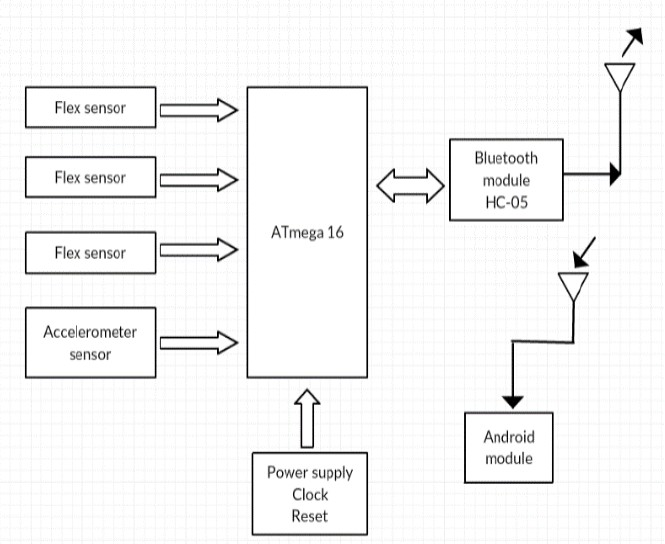 Flex sensor
Flex sensor
Flex sensor
Accelerometer
sensor
ATmega 16
Bluetooth
module
HC-05
Android
module
Power supply
Clock
Reset